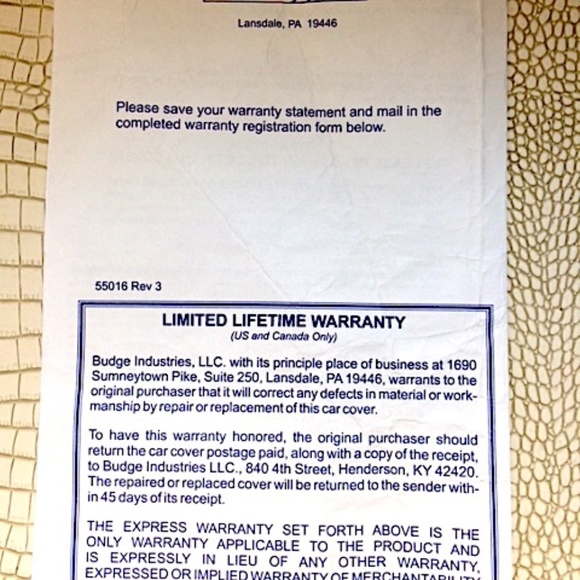 Lansdale, PA 19446
Please save your warranty statement and mail in the
completed warranty registration form below.
55016 Rev 3
LIMITED LIFETIME WARRANTY
(US and Canada Only)
Budge Industries, LLC. with its principle place of business at 1690
Sumneytown Pike, Suite 250, Lansdale, PA 19446, warrants to the
original purchaser that it will correct any defects in material or work-
manship by repair or replacement of this car cover.
To have this warranty honored, the original purchaser should
return the car cover postage paid, along with a copy of the receipt,
to Budge Industries LLC., 840 4th Street, Henderson, KY 42420.
The repaired or replaced cover will be returned to the sender with-
in 45 days of its receipt.
THE EXPRESS WARRANTY SET FORTH ABOVE IS THE
ONLY WARRANTY APPLICABLE TO THE PRODUCT AND
IS EXPRESSLY IN LIEU OF ANY OTHER WARRANTY,
EXPRESSED OR IMPLIED WARRANTY OF MERCHANTABILITY